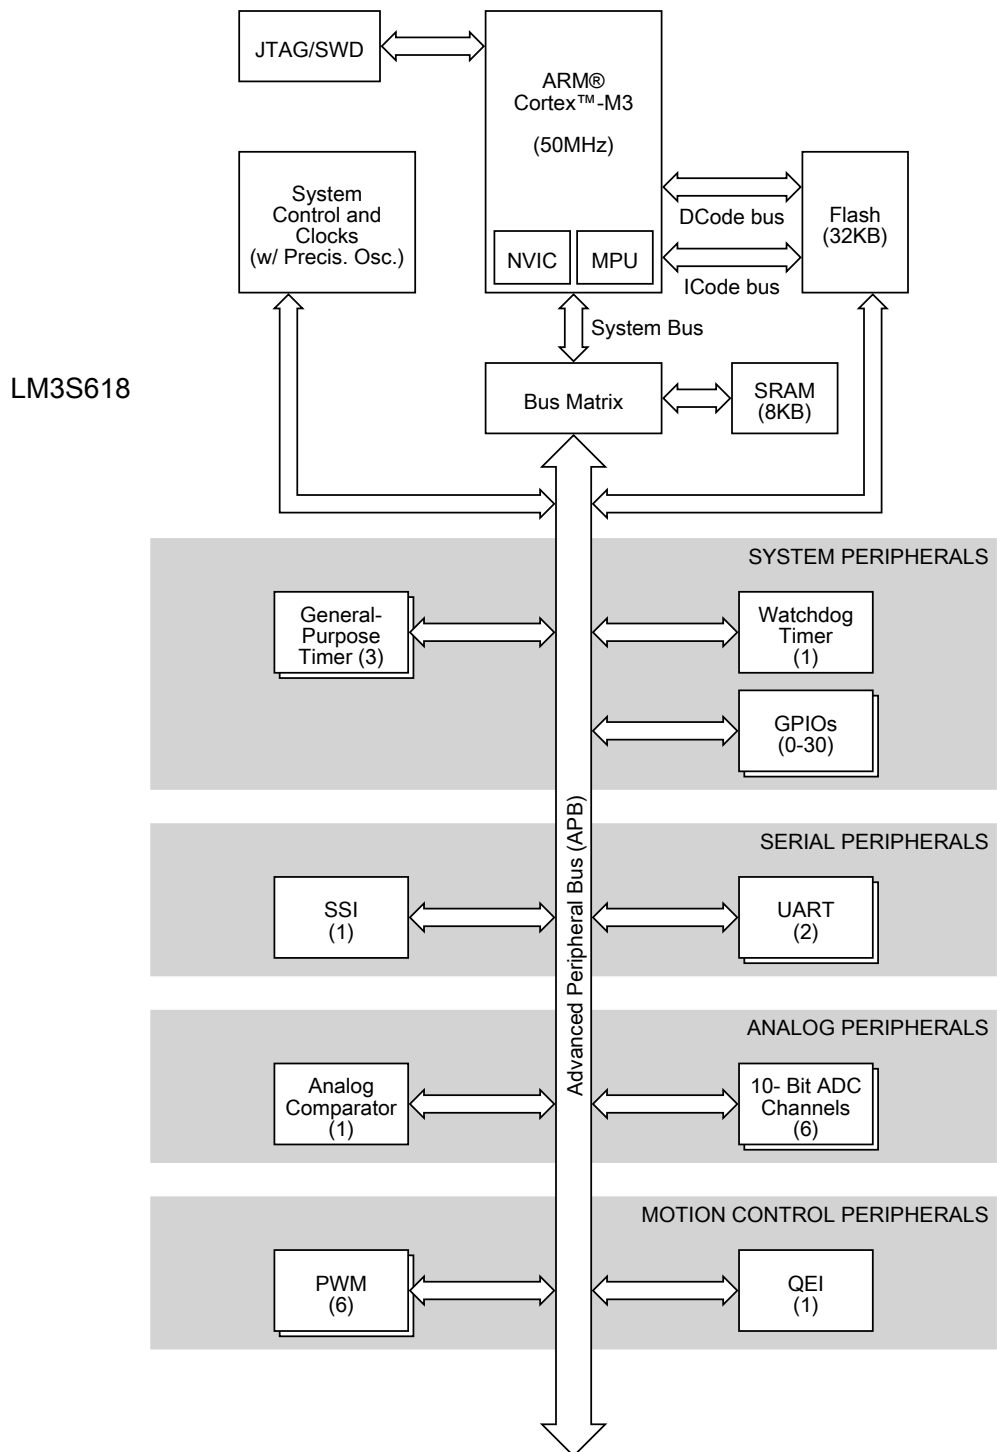 JTAG/SWD
ARM®
Cortex™-M3
(50MHz)
NVIC
MPU
System
Control and
Clocks
(w/ Precis. Osc.)
DCode bus
ICode bus
Flash
(32KB)
System Bus
LM3S618
Bus Matrix
SRAM
(8KB)
Advanced Peripheral Bus (APB)
SYSTEM PERIPHERALS
General-
Purpose
Timer (3)
Watchdog
Timer
(1)
GPIOs
(0-30)
SERIAL PERIPHERALS
SSI
(1)
UART
(2)
ANALOG PERIPHERALS
Analog
Comparator
(1)
10- Bit ADC
Channels
(6)
MOTION CONTROL PERIPHERALS
PWM
(6)
QEI
(1)